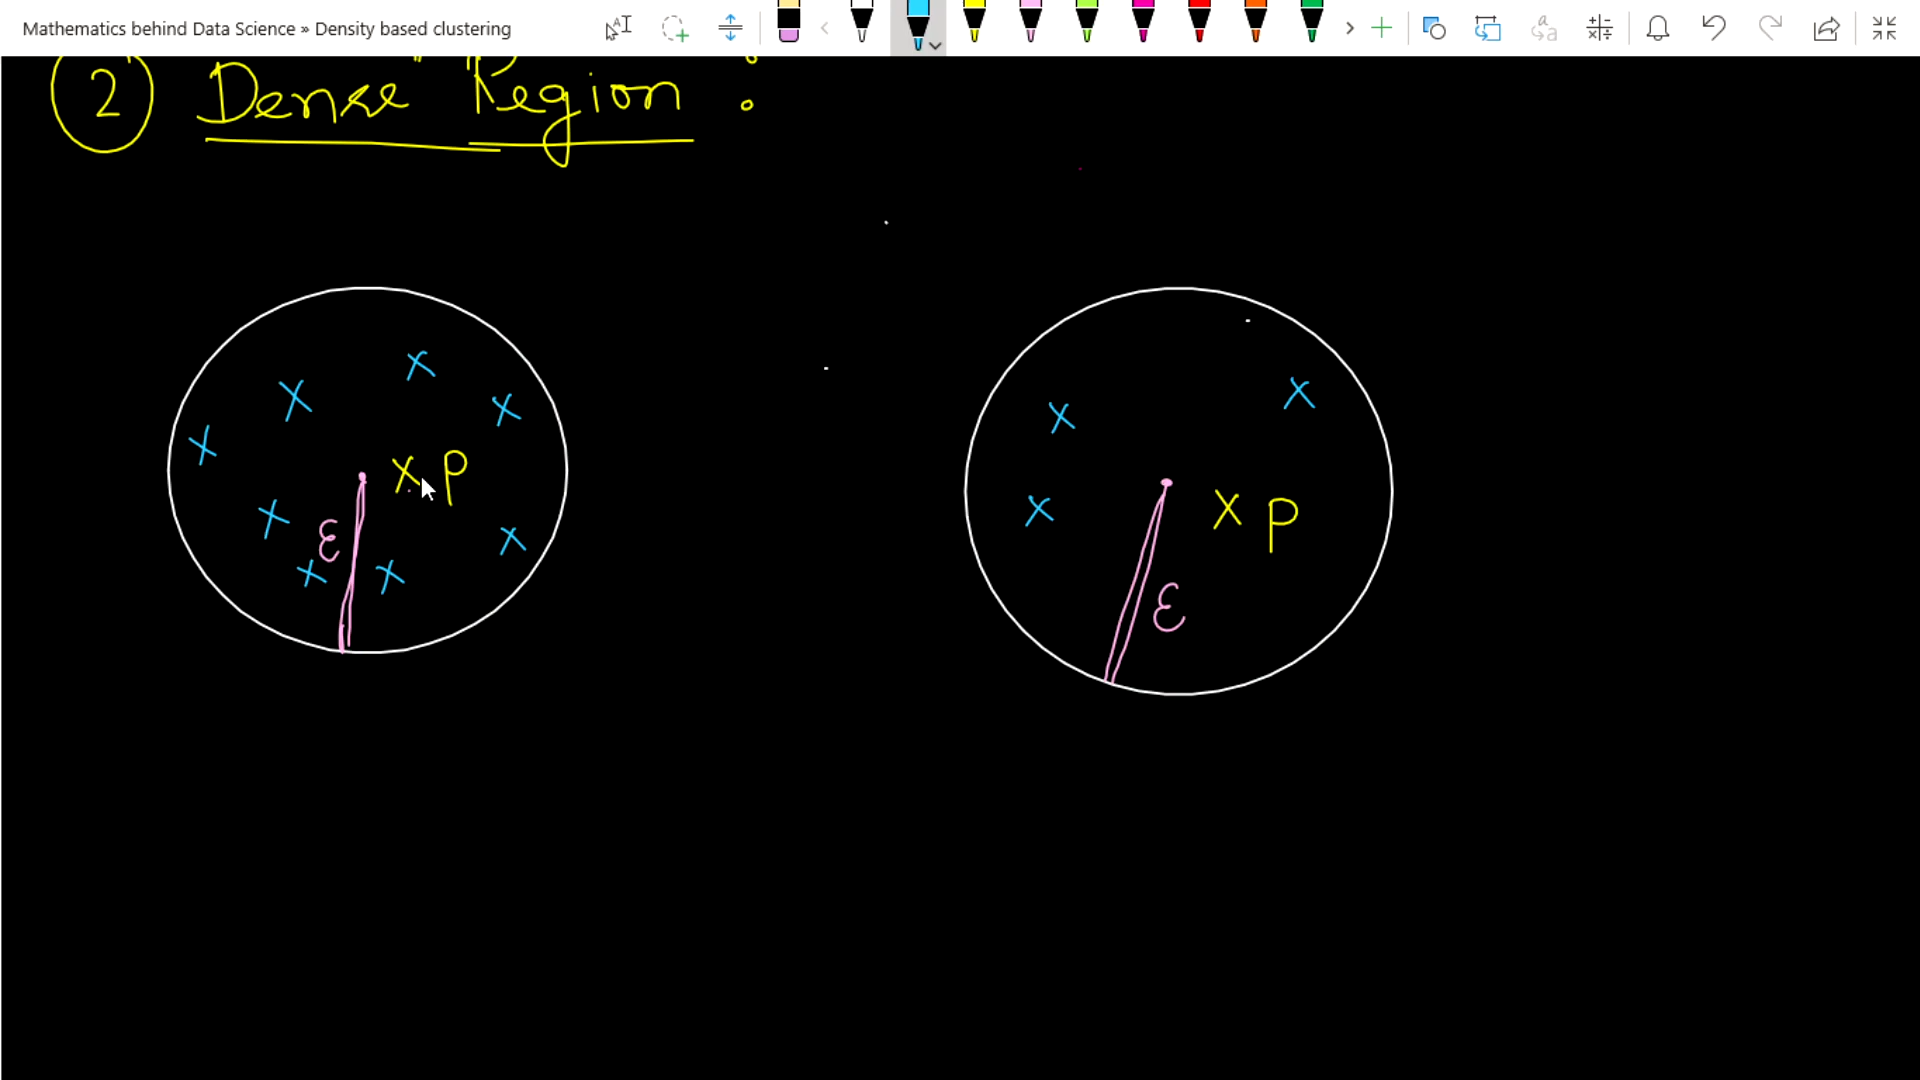 Mathematics behind Data Science » Density based clustering
2 Dense Region :
x x x x x p x ε x x x
x x x x p ε